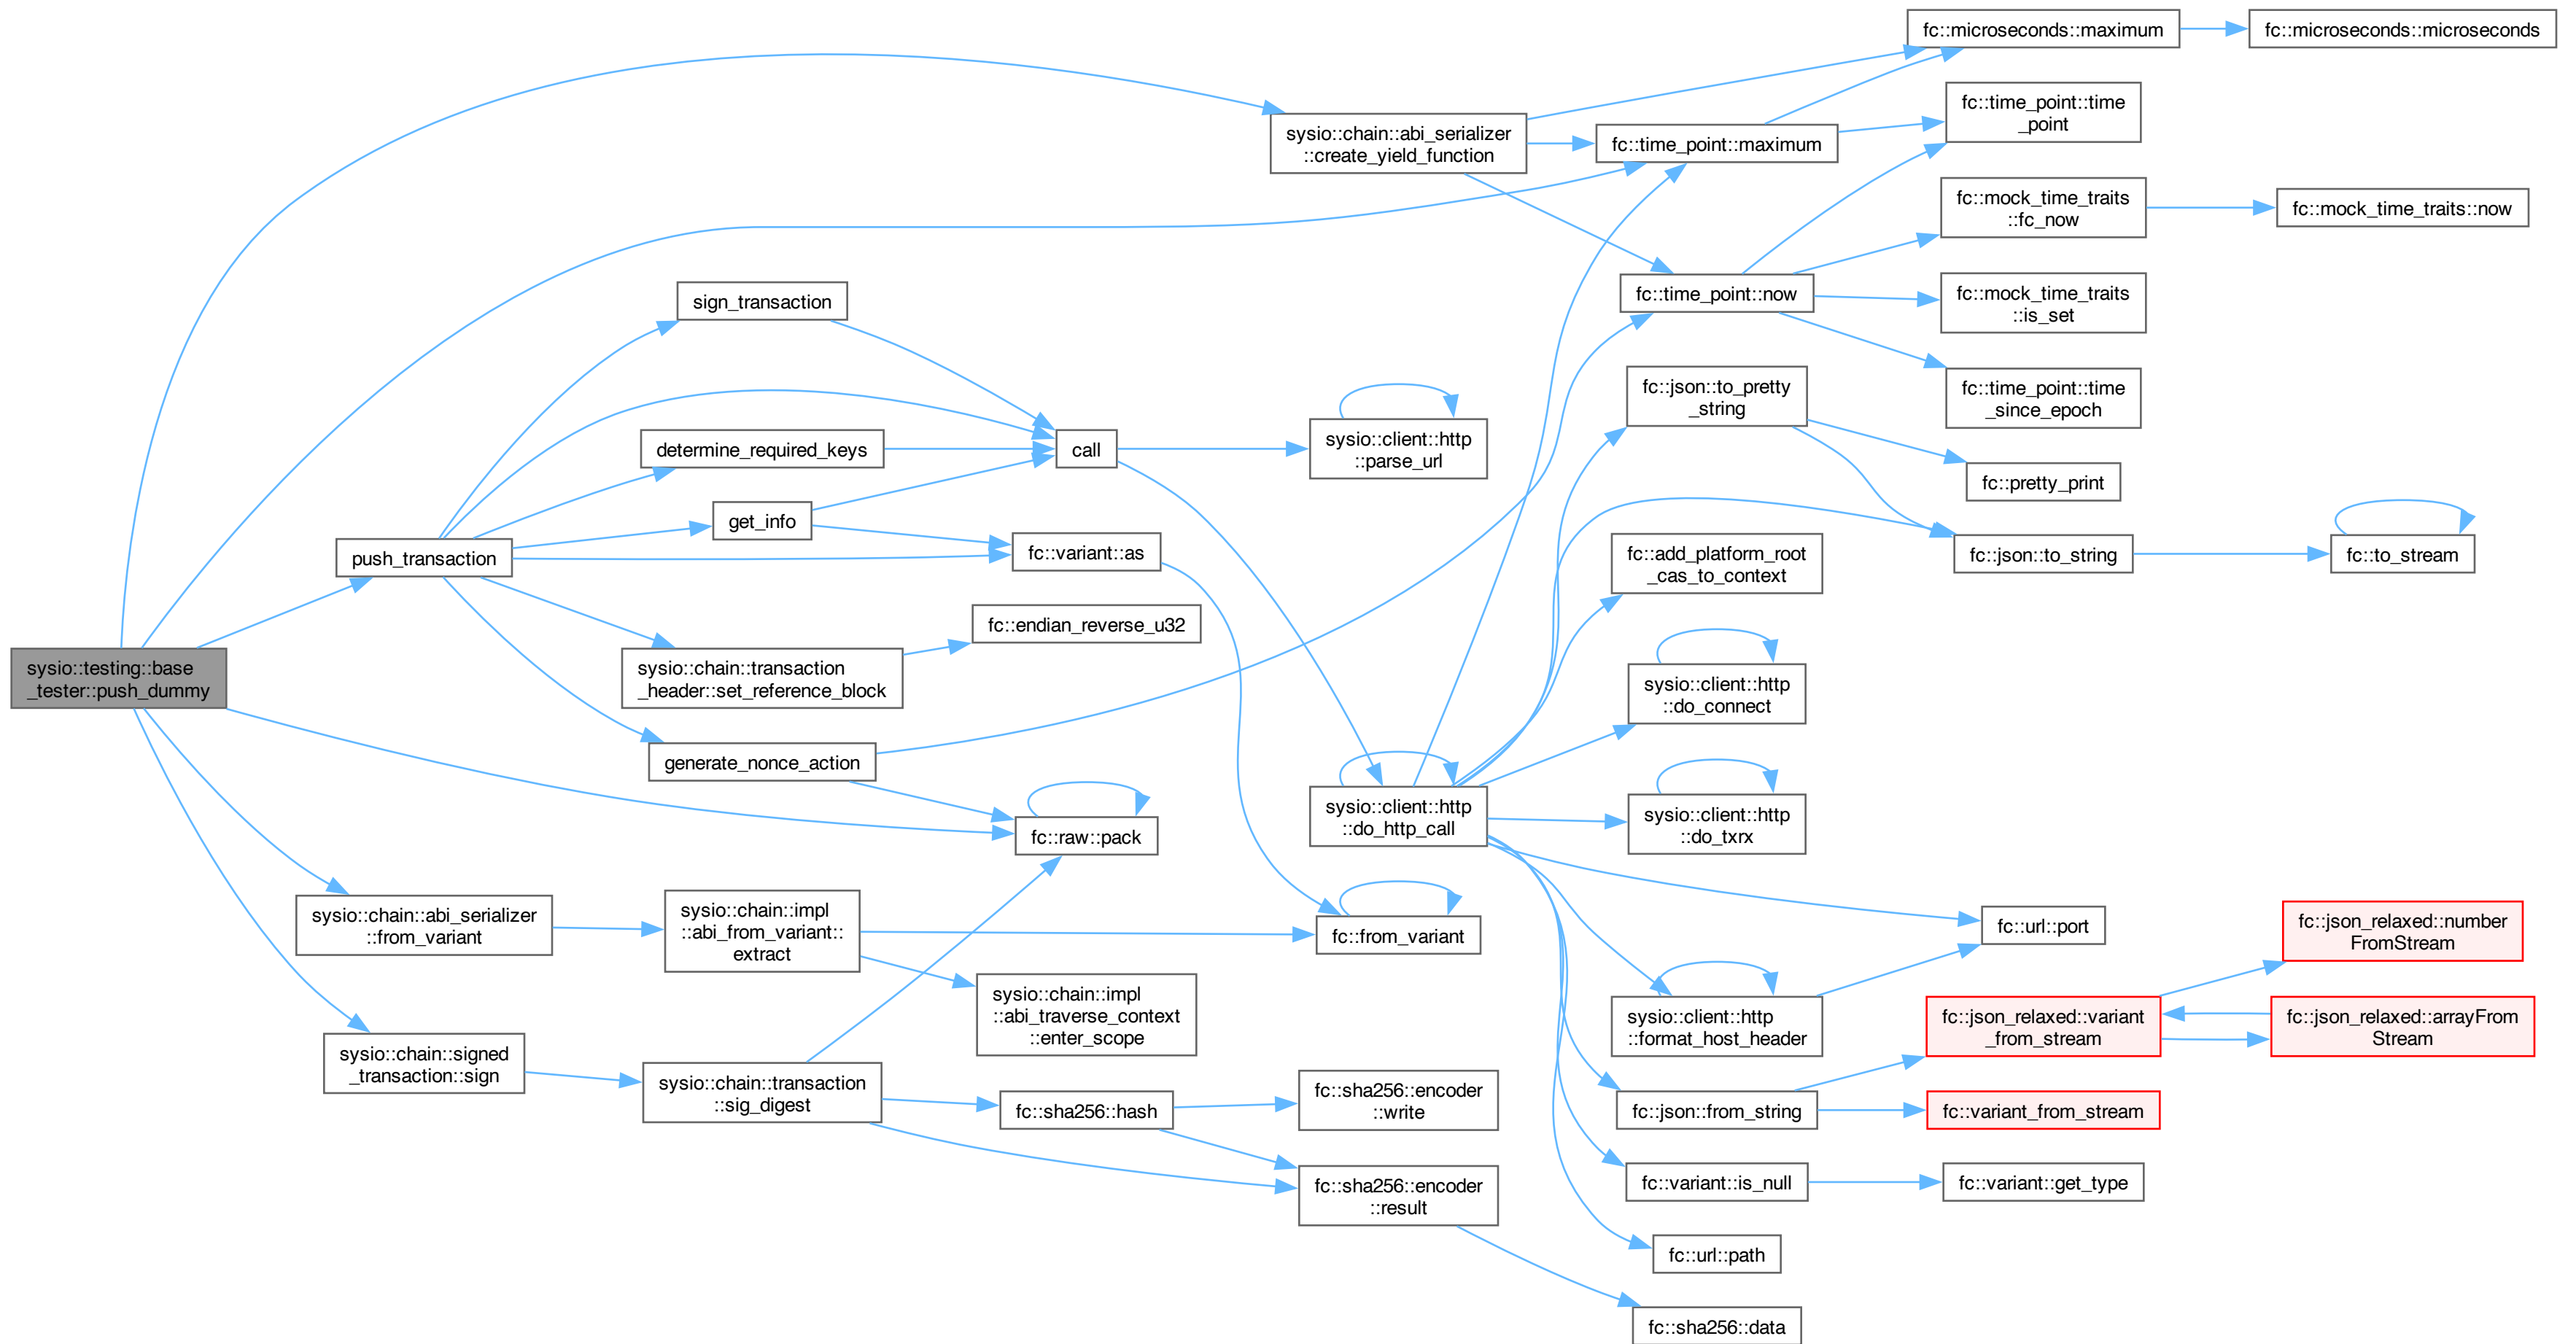 sysio::testing::base
_tester::push_dummy
sysio::chain::abi_serializer
::create_yield_function
fc::microseconds::maximum
fc::microseconds::microseconds
fc::time_point::maximum
fc::time_point::time
_point
fc::time_point::now
fc::mock_time_traits
::fc_now
fc::mock_time_traits::now
fc::mock_time_traits
::is_set
fc::time_point::time
_since_epoch
push_transaction
sign_transaction
call
determine_required_keys
get_info
fc::variant::as
sysio::chain::transaction
_header::set_reference_block
fc::endian_reverse_u32
generate_nonce_action
fc::raw::pack
sysio::client::http
::parse_url
sysio::client::http
::do_http_call
fc::json::to_pretty
_string
fc::pretty_print
fc::json::to_string
fc::to_stream
fc::add_platform_root
_cas_to_context
sysio::client::http
::do_connect
sysio::client::http
::do_txrx
fc::url::port
sysio::client::http
::format_host_header
fc::json::from_string
fc::json_relaxed::variant
_from_stream
fc::json_relaxed::number
FromStream
fc::json_relaxed::arrayFrom
Stream
fc::variant_from_stream
fc::variant::is_null
fc::variant::get_type
fc::url::path
fc::from_variant
sysio::chain::abi_serializer
::from_variant
sysio::chain::impl
::abi_from_variant::
extract
sysio::chain::impl
::abi_traverse_context
::enter_scope
sysio::chain::signed
_transaction::sign
sysio::chain::transaction
::sig_digest
fc::sha256::hash
fc::sha256::encoder
::write
fc::sha256::encoder
::result
fc::sha256::data